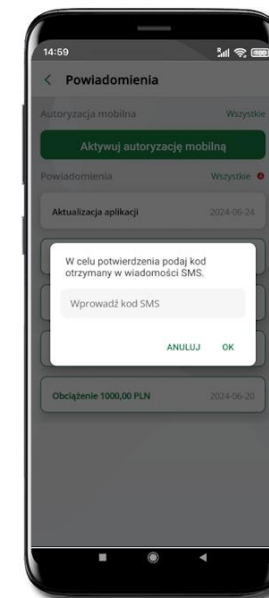 14:59
Powiadomienia
Autoryzacja mobilna Wszystkie
Aktywuj autoryzację mobilną
Powiadomienia Wszystkie
Aktualizacja aplikacji 2024-06-24
W celu potwierdzenia podaj kod
otrzymany w wiadomości SMS.
Wprowadź kod SMS
ANULUJ OK
Obciążenie 1000,00 PLN 2024-06-20